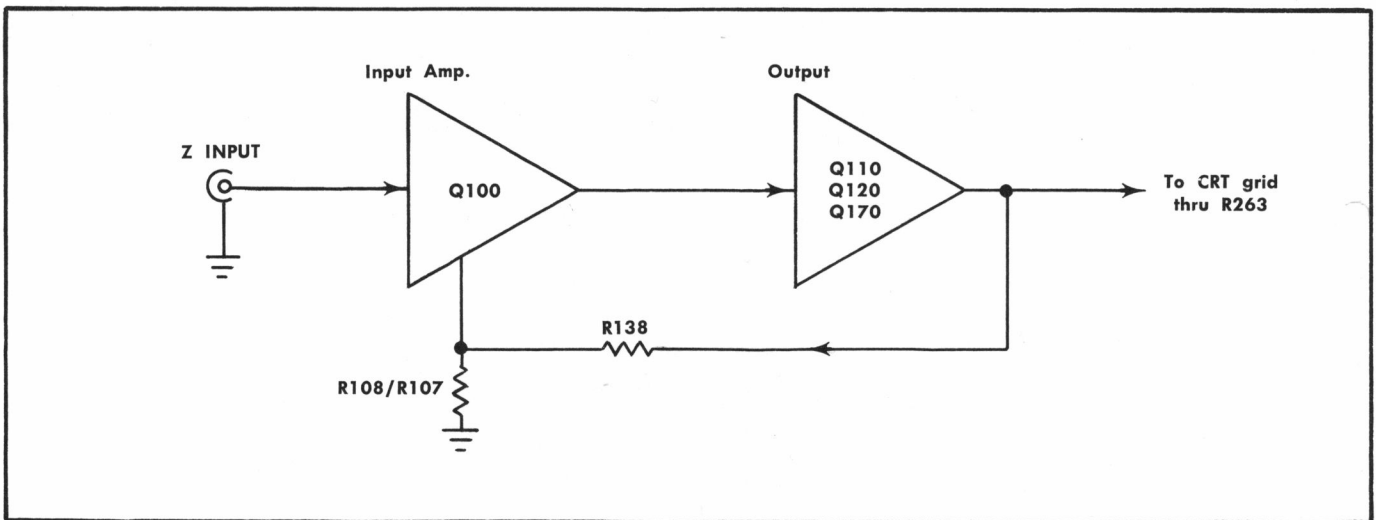 Input Amp.
Output
Z INPUT
Q100
Q110
Q120
Q170
To CRT grid
thru R263
R138
R108/R107